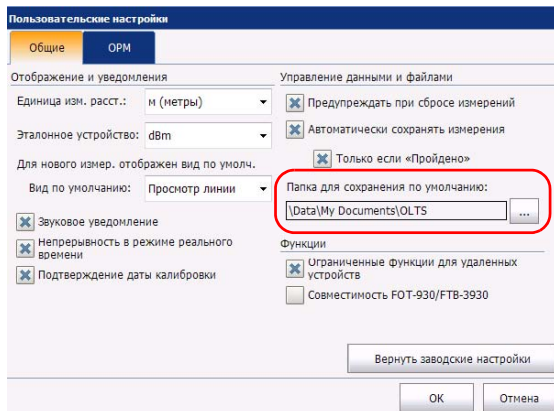 Пользовательские настройки
Общие
OPM
Отображение и уведомления
Единица изм. расст.:
м (метры)
Эталонное устройство:
dBm
Для нового измер. отображен вид по умолч.
Вид по умолчанию:
Просмотр линии
Звуковое уведомление
Непрерывность в режиме реального
времени
Подтверждение даты калибровки
Управление данными и файлами
Предупреждать при сбросе измерений
Автоматически сохранять измерения
Только если «Пройдено»
Папка для сохранения по умолчанию:
\Data\My Documents\OLTS
...
Функции
Ограниченные функции для удаленных
устройств
Совместимость FOT-930/FTB-3930
Вернуть заводские настройки
OK
Отмена